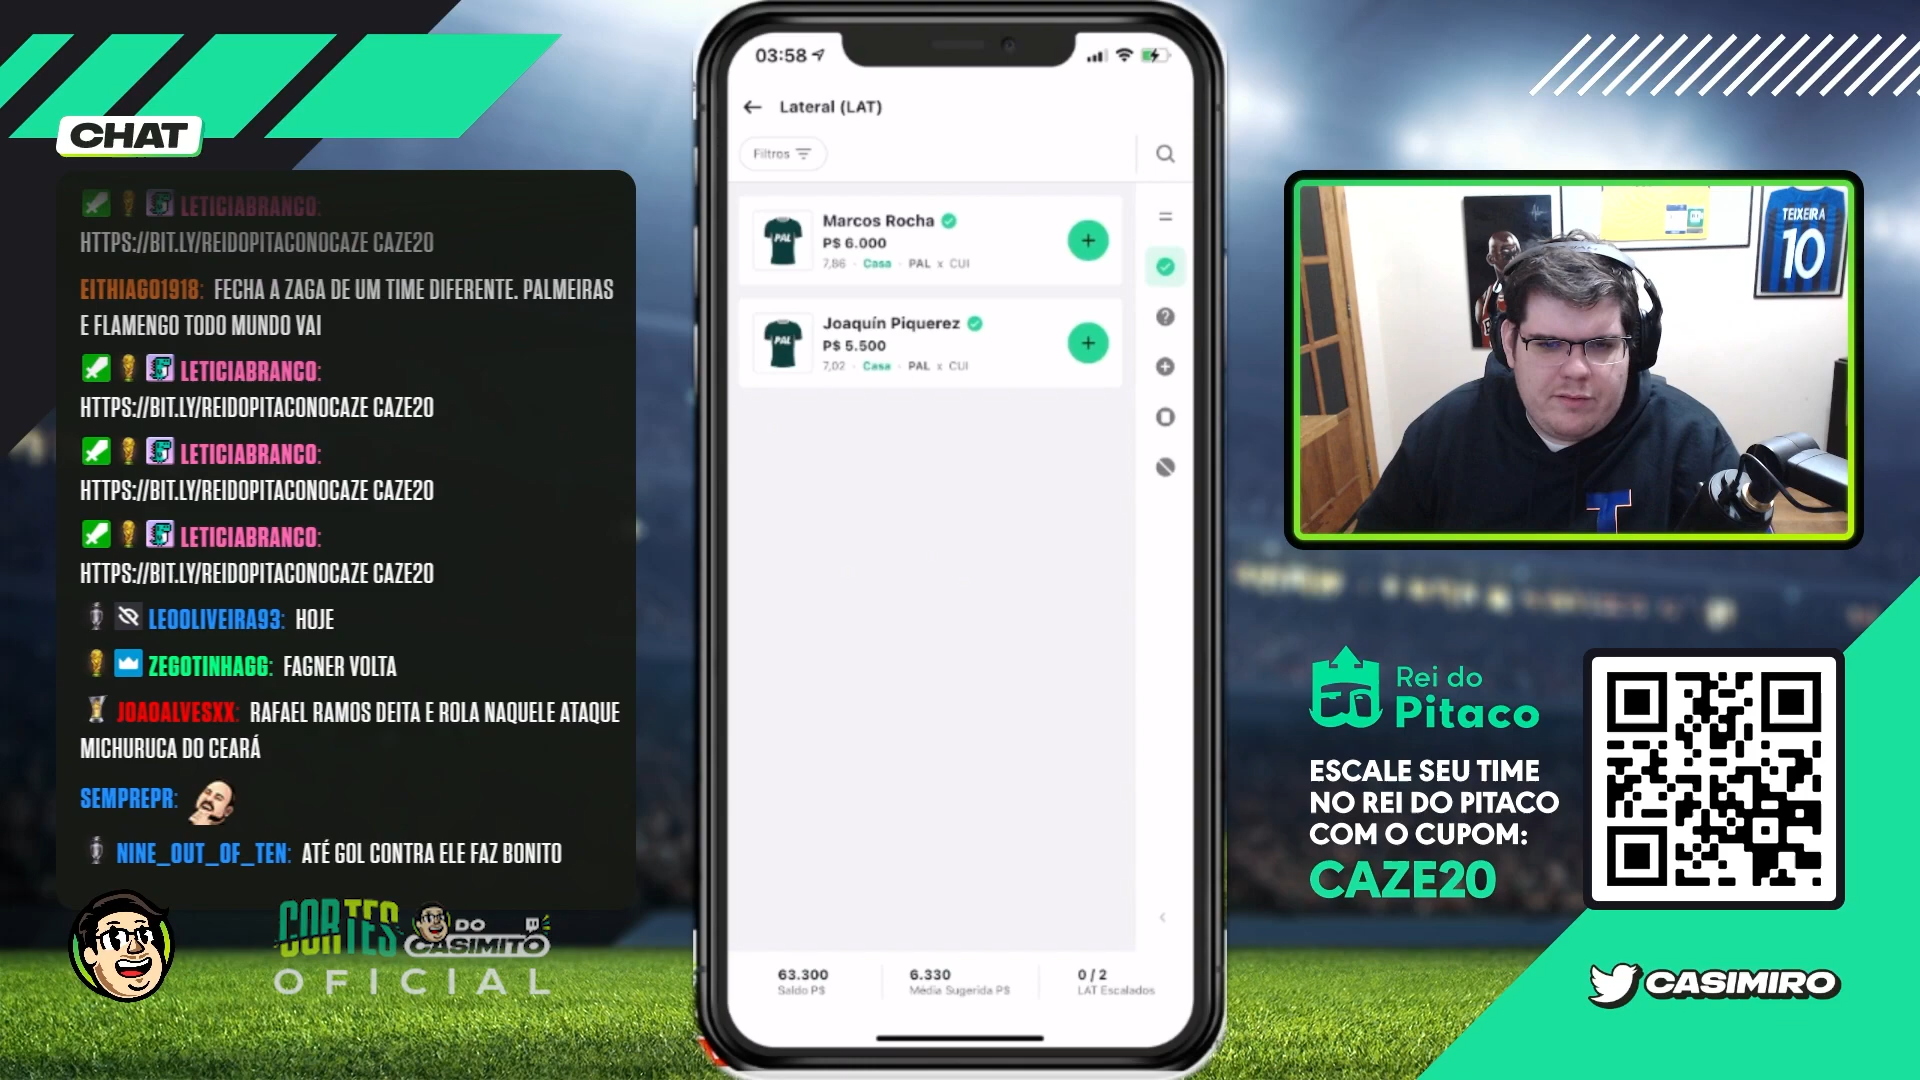 CHAT
LETICIABRANCO:
HTTPS://BIT.LY/REIDOPITACONOCAZE CAZE20
EITHIAGO1918: FECHA A ZAGA DE UM TIME DIFERENTE. PALMEIRAS
E FLAMENGO TODO MUNDO VAI
LETICIABRANCO:
HTTPS://BIT.LY/REIDOPITACONOCAZE CAZE20
LETICIABRANCO:
HTTPS://BIT.LY/REIDOPITACONOCAZE CAZE20
LETICIABRANCO:
HTTPS://BIT.LY/REIDOPITACONOCAZE CAZE20
LEOOLIVEIRA93: HOJE
ZEGOTINHAGG: FAGNER VOLTA
JOAOALVESXX: RAFAEL RAMOS DEITA E ROLA NAQUELE ATAQUE
MICHURUCA DO CEARÁ
SEMPREPR:
NINE_OUT_OF_TEN: ATÉ GOL CONTRA ELE FAZ BONITO
CORTES DO CASIMITO
OFICIAL
03:58
Lateral (LAT)
Filtros
Marcos Rocha
PAL
P$ 6.000
7,86 · Casa · PAL x CUI
Joaquín Piquerez
PAL
P$ 5.500
7,02 · Casa · PAL x CUI
63.300
Saldo P$
6.330
Média Sugerida P$
0 / 2
LAT Escalados
TEIXEIRA
10
T
Rei do
Pitaco
ESCALE SEU TIME
NO REI DO PITACO
COM O CUPOM:
CAZE20
CASIMIRO